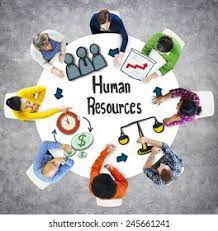 Human
Resources
$
shutterstock.com · 245661241